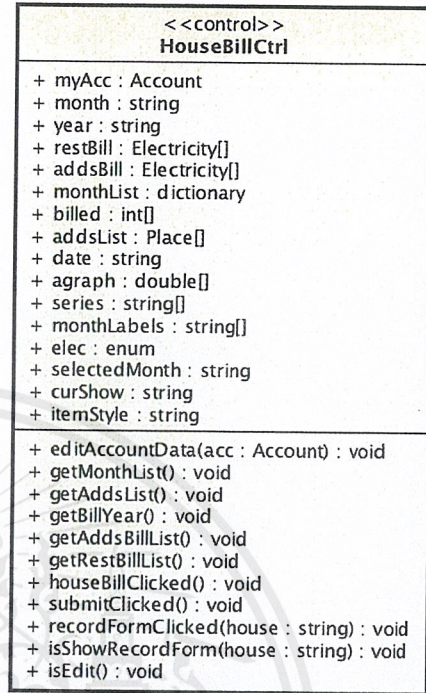 <<control>>
HouseBillCtrl
+ myAcc : Account
+ month : string
+ year : string
+ restBill : Electricity[]
+ addsBill : Electricity[]
+ monthList : dictionary
+ billed : int[]
+ addsList : Place[]
+ date : string
+ agraph : double[]
+ series : string[]
+ monthLabels : string[]
+ elec : enum
+ selectedMonth : string
+ curShow : string
+ itemStyle : string
+ editAccountData(acc : Account) : void
+ getMonthList() : void
+ getAddsList() : void
+ getBillYear() : void
+ getAddsBillList() : void
+ getRestBillList() : void
+ houseBillClicked() : void
+ submitClicked() : void
+ recordFormClicked(house : string) : void
+ isShowRecordForm(house : string) : void
+ isEdit() : void